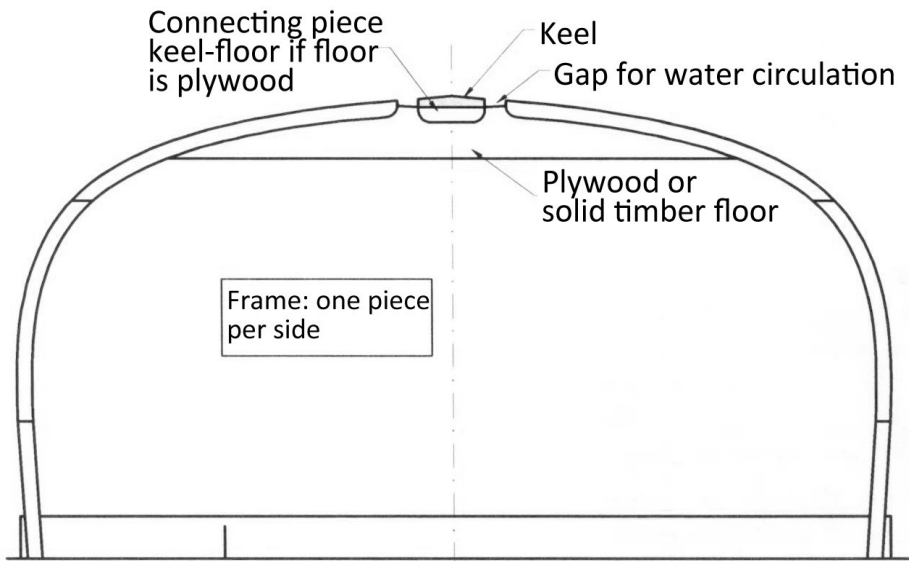 Connecting piece
keel-floor if floor
is plywood
Keel
Gap for water circulation
Plywood or
solid timber floor
Frame: one piece
per side